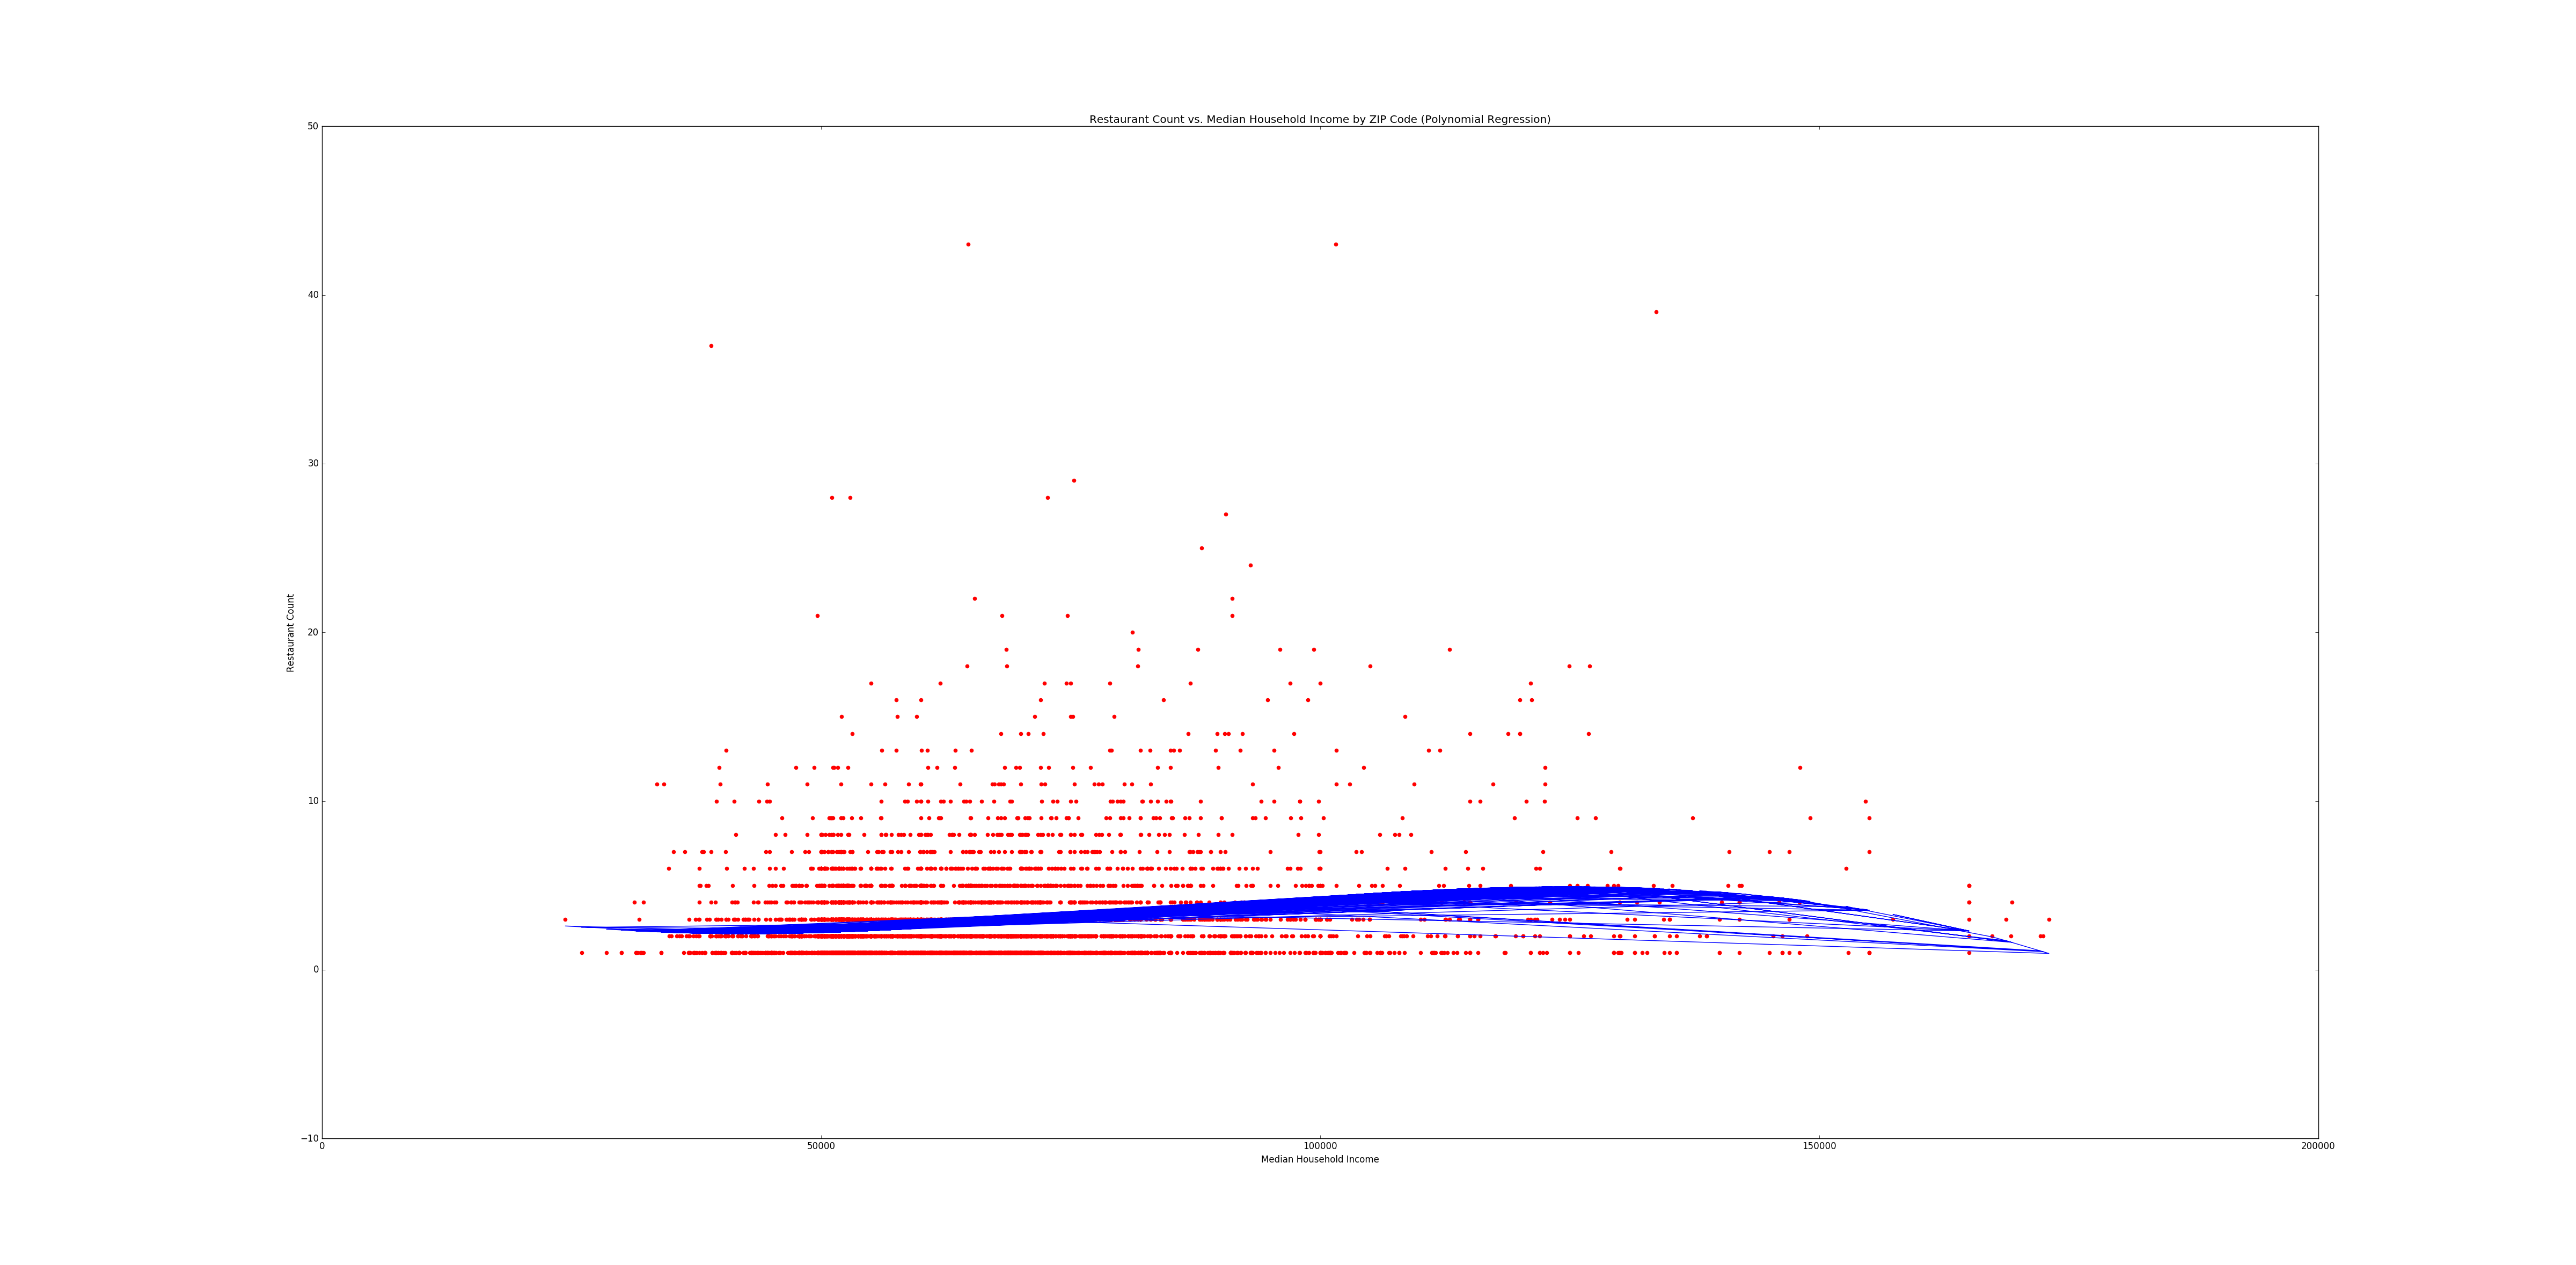 Restaurant Count vs. Median Household Income by ZIP Code (Polynomial Regression)
50
40
30
20
10
0
−10
Restaurant Count
0 50000 100000 150000 200000
Median Household Income